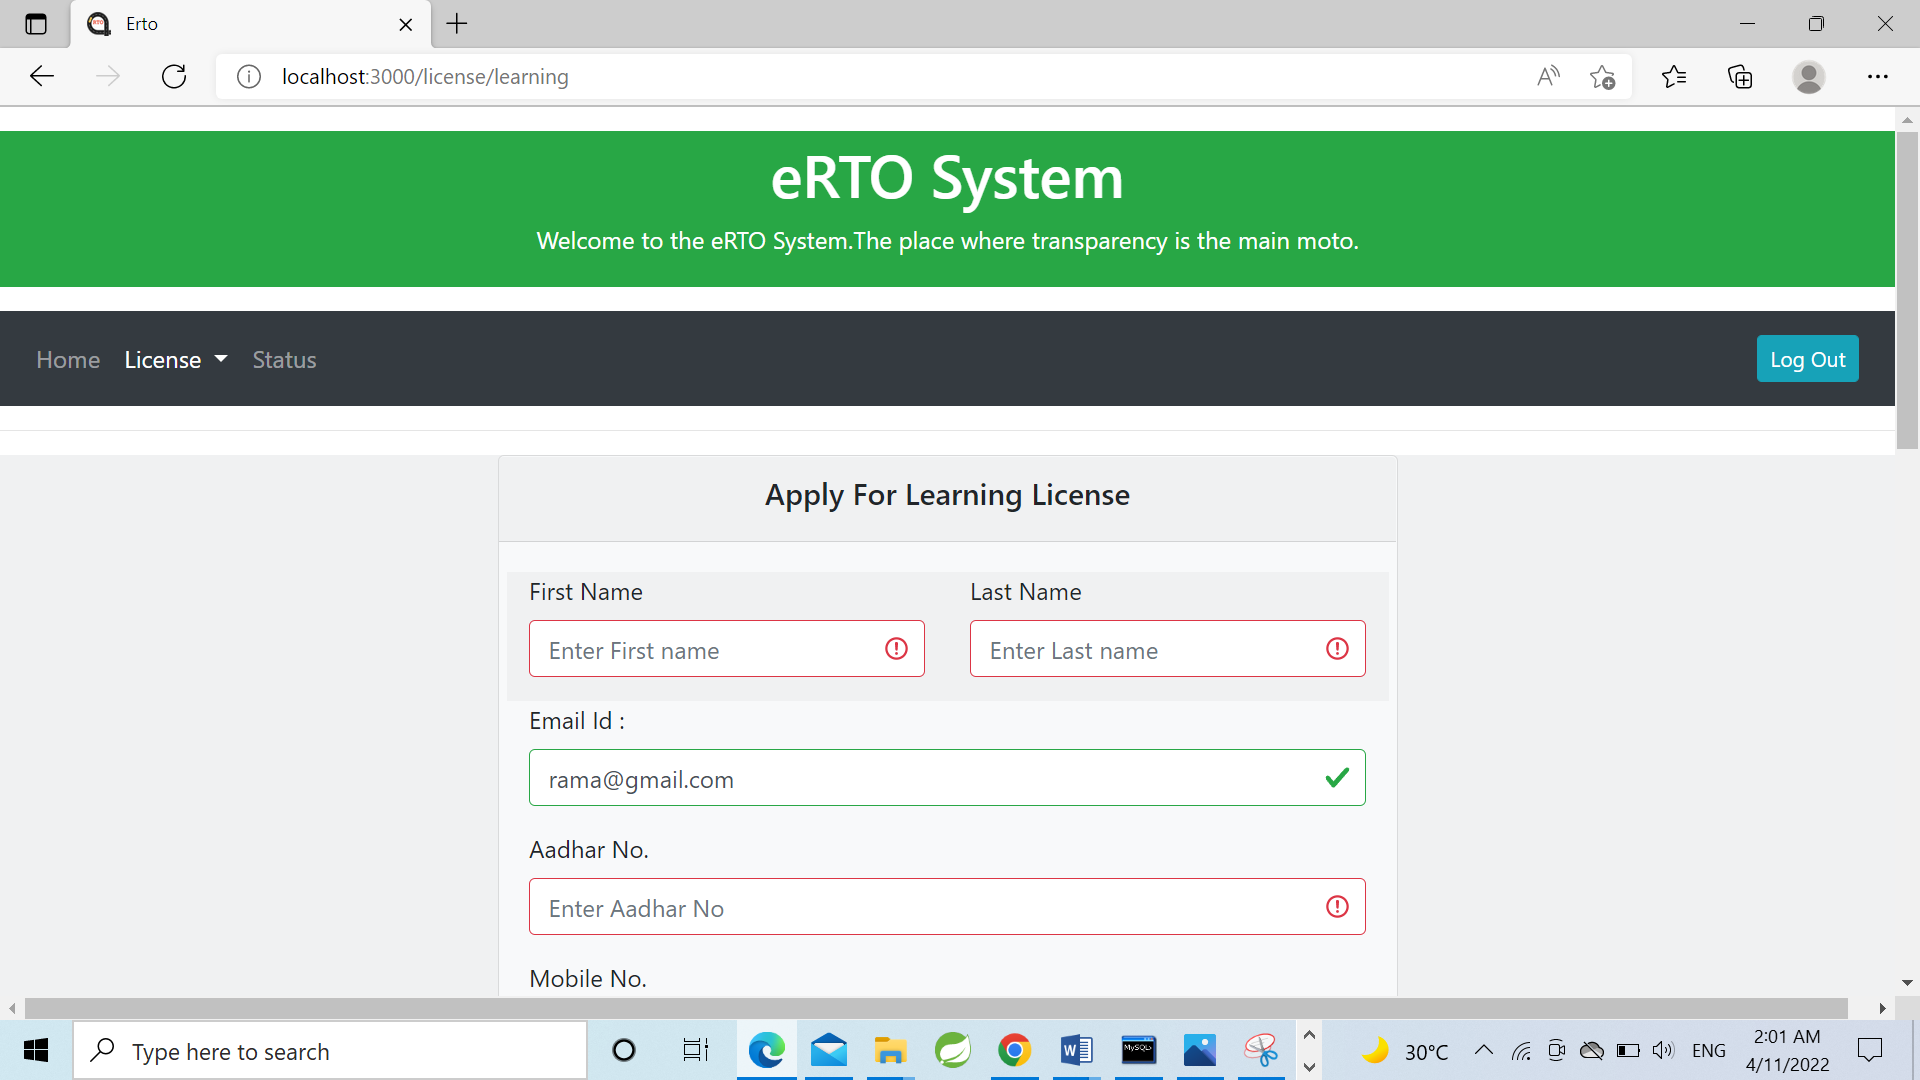 Erto
localhost:3000/license/learning
eRTO System
Welcome to the eRTO System.The place where transparency is the main moto.
Home License Status Log Out
Apply For Learning License
First Name Last Name
Enter First name Enter Last name
Email Id :
rama@gmail.com
Aadhar No.
Enter Aadhar No
Mobile No.
Type here to search
MySQL
30°C
ENG
2:01 AM
4/11/2022